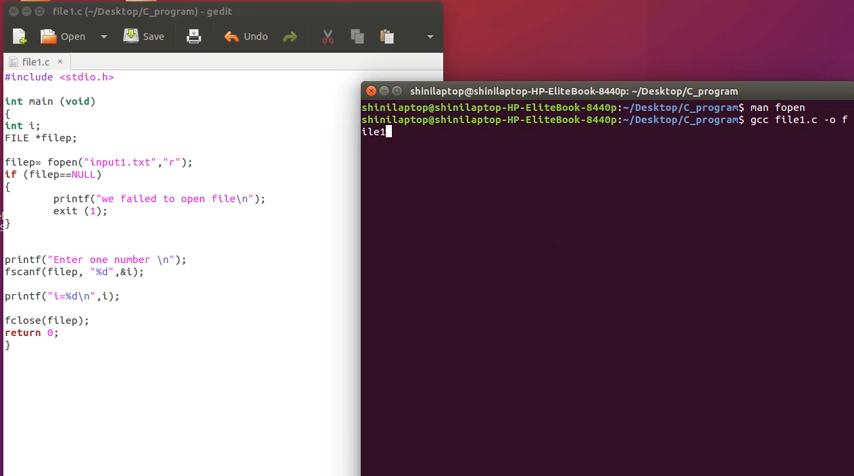 file1.c (~/Desktop/C_program) - gedit
Open Save Undo
file1.c ×
#include <stdio.h>
int main (void)
{
int i;
FILE *filep;
filep= fopen("input1.txt","r");
if (filep==NULL)
{
printf("we failed to open file\n");
exit (1);
}
printf("Enter one number \n");
fscanf(filep, "%d",&i);
printf("i=%d\n",i);
fclose(filep);
return 0;
}
shinilaptop@shinilaptop-HP-EliteBook-8440p: ~/Desktop/C_program
shinilaptop@shinilaptop-HP-EliteBook-8440p:~/Desktop/C_program$ man fopen
shinilaptop@shinilaptop-HP-EliteBook-8440p:~/Desktop/C_program$ gcc file1.c -o f
ile1